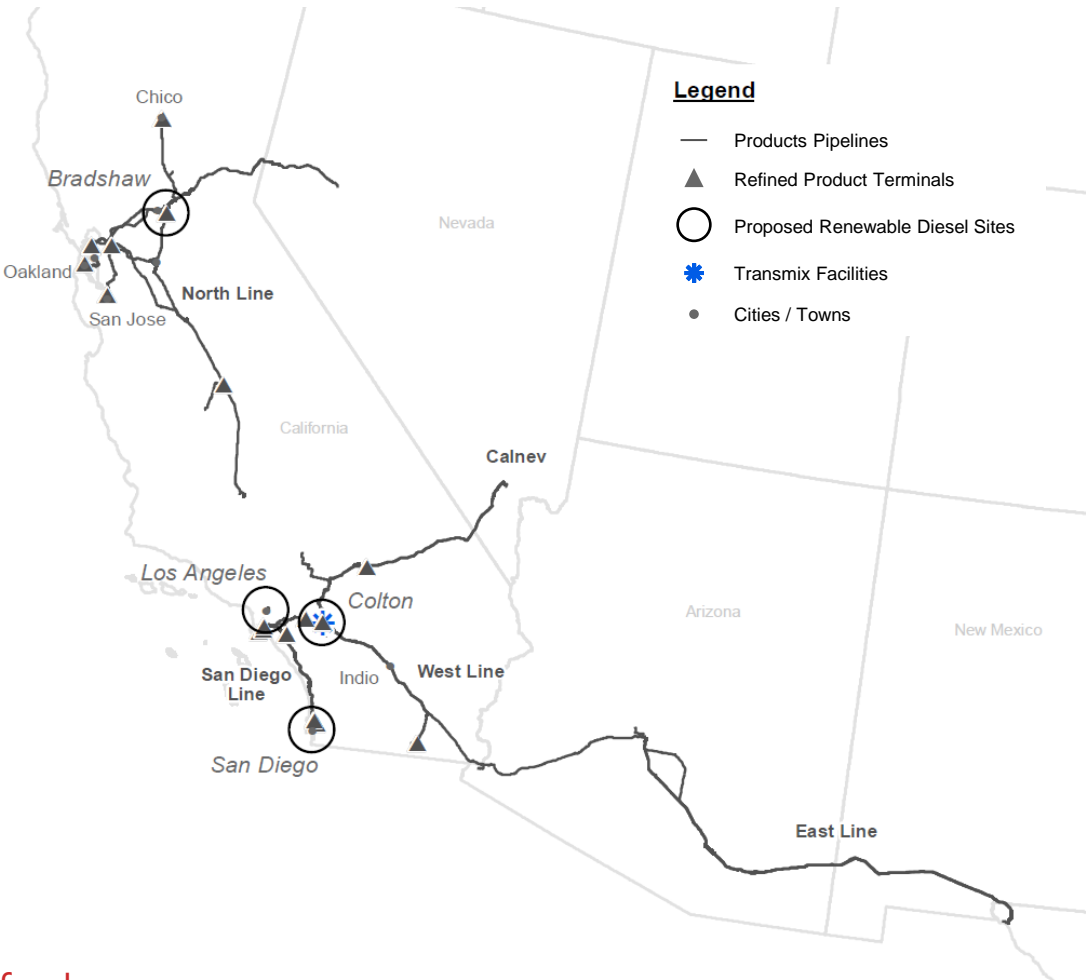 Legend
Products Pipelines
Refined Product Terminals
Proposed Renewable Diesel Sites
Transmix Facilities
Cities / Towns
Chico
Bradshaw
Nevada
Oakland
North Line
San Jose
California
Calnev
Los Angeles
Colton
Arizona
New Mexico
San Diego
Line
Indio
West Line
San Diego
East Line